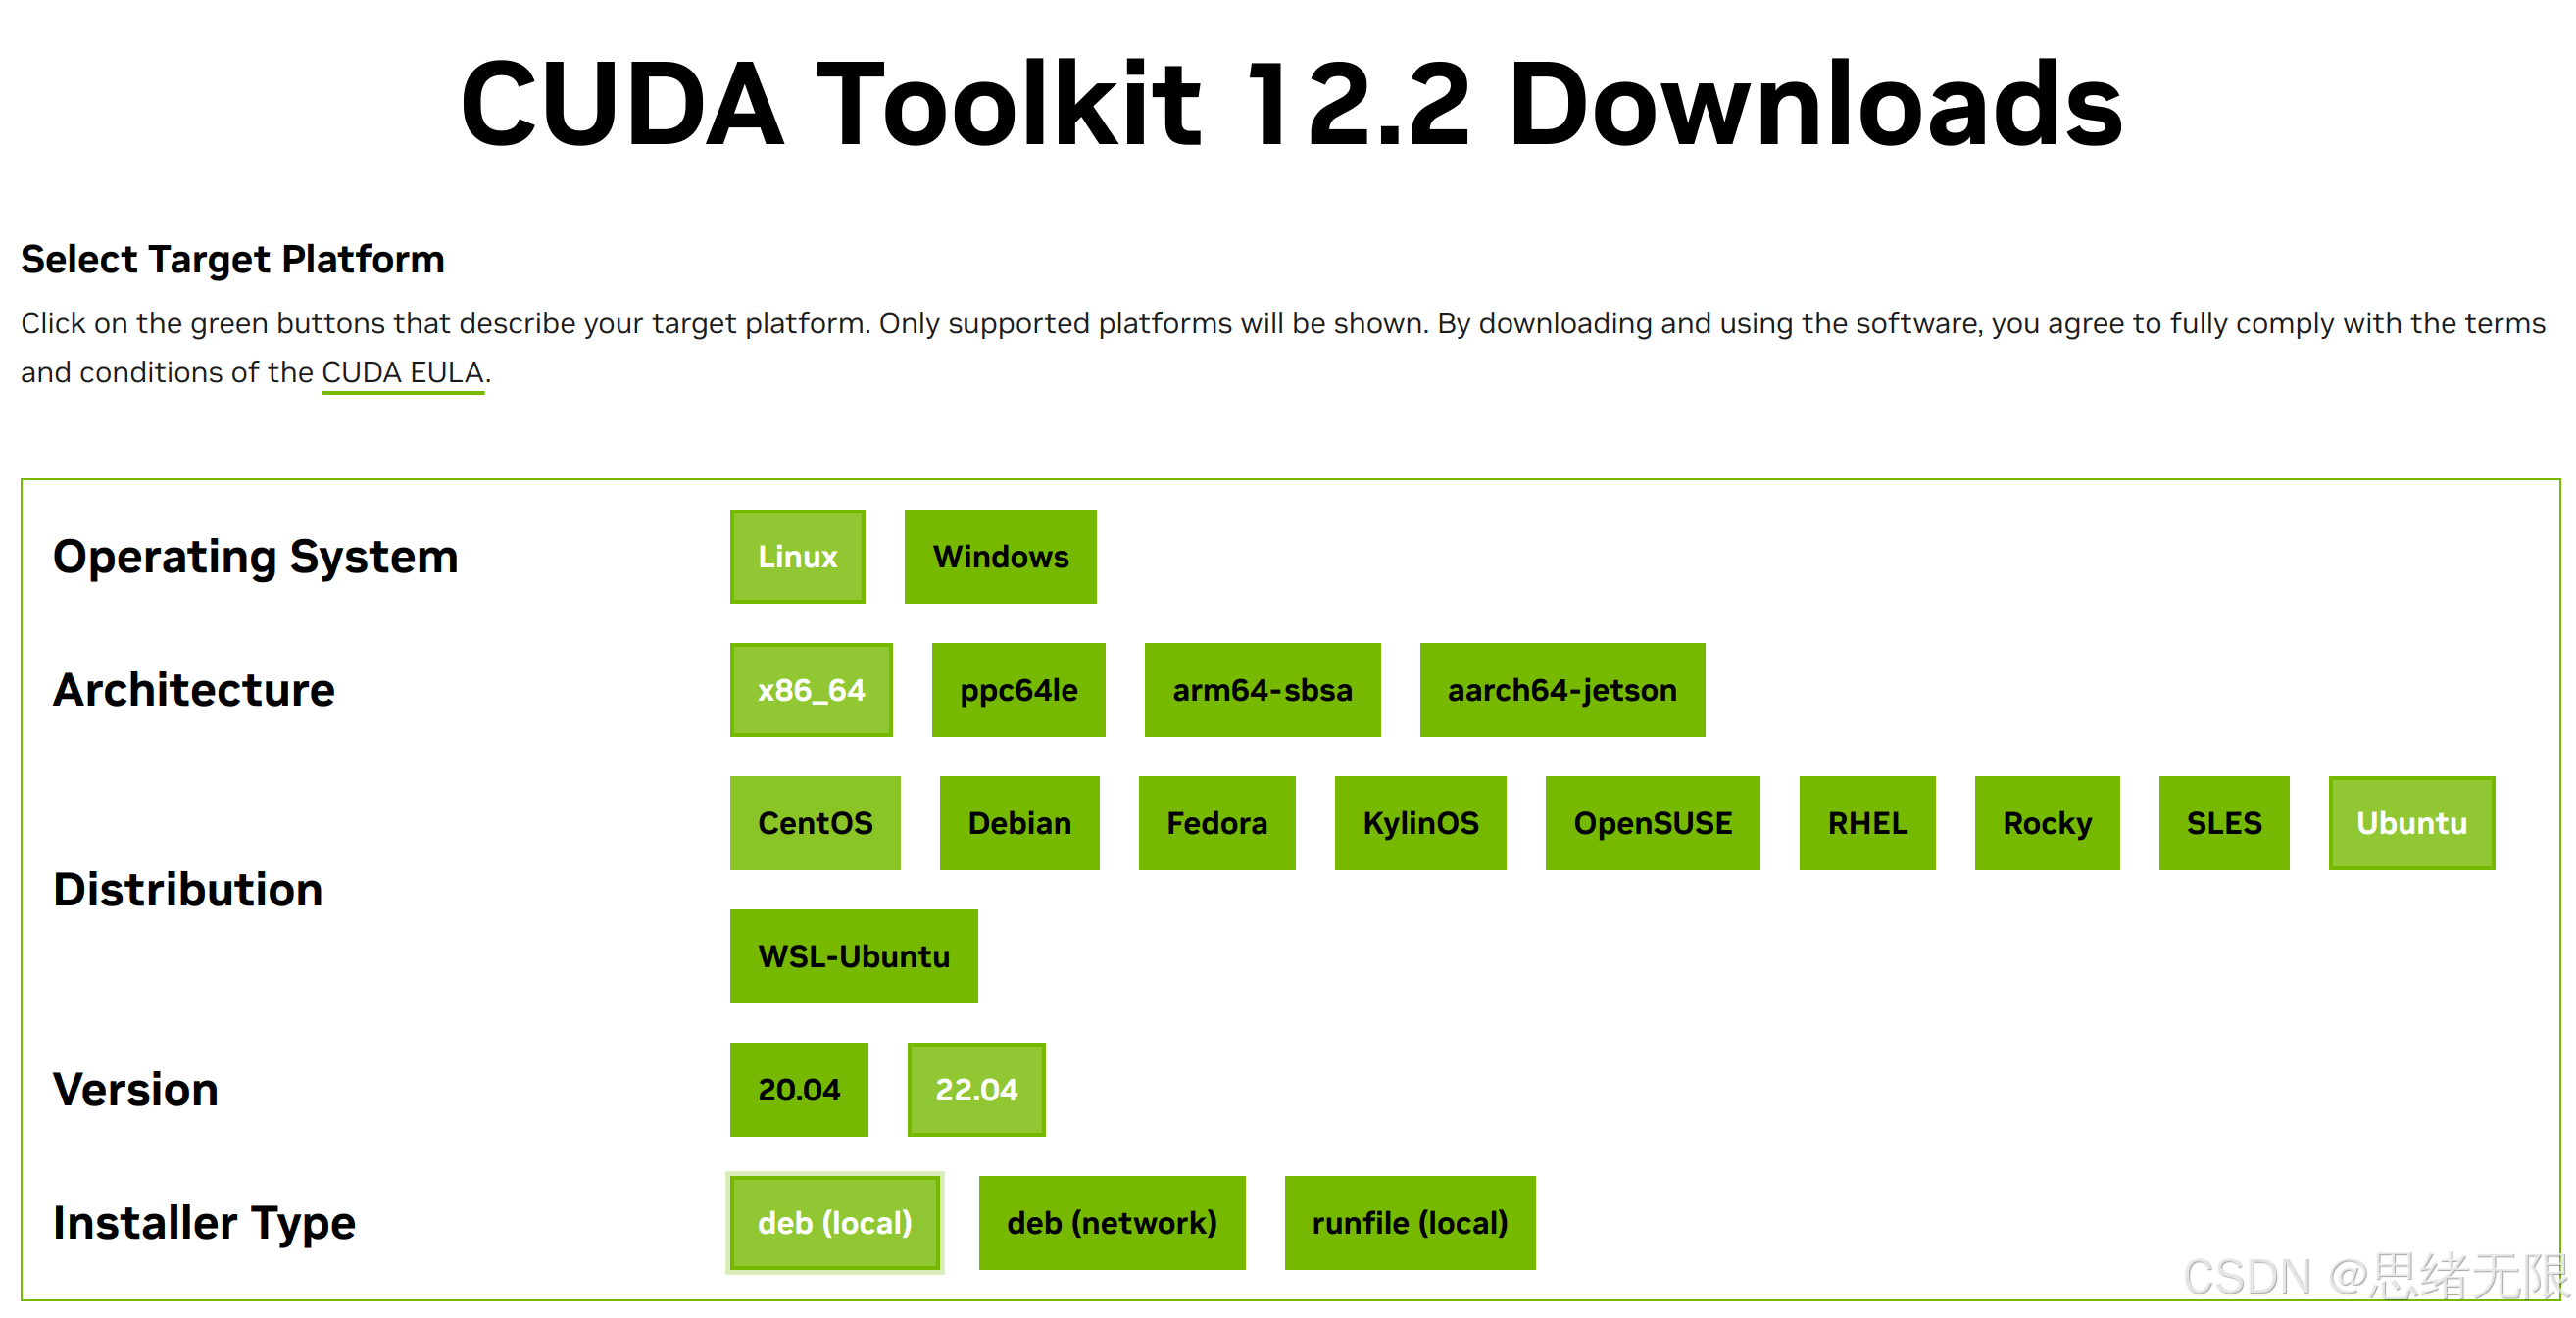 CUDA Toolkit 12.2 Downloads
Select Target Platform
Click on the green buttons that describe your target platform. Only supported platforms will be shown. By downloading and using the software, you agree to fully comply with the terms
and conditions of the CUDA EULA.
Operating System
Linux Windows
Architecture
x86_64 ppc64le arm64-sbsa aarch64-jetson
Distribution
CentOS Debian Fedora KylinOS OpenSUSE RHEL Rocky SLES Ubuntu
WSL-Ubuntu
Version
20.04 22.04
Installer Type
deb (local) deb (network) runfile (local)
CSDN @思绪无限